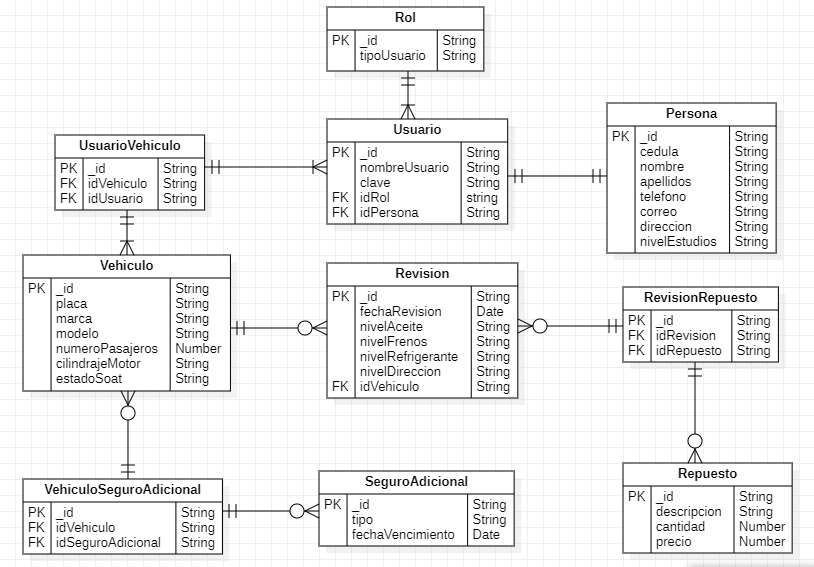 Rol
PK _id String
tipoUsuario String
UsuarioVehiculo
PK _id String
FK idVehiculo String
FK idUsuario String
Usuario
PK _id String
nombreUsuario String
clave String
FK idRol string
FK idPersona String
Persona
PK _id String
cedula String
nombre String
apellidos String
telefono String
correo String
direccion String
nivelEstudios String
Vehiculo
PK _id String
placa String
marca String
modelo String
numeroPasajeros Number
cilindrajeMotor String
estadoSoat String
Revision
PK _id String
fechaRevision Date
nivelAceite String
nivelFrenos String
nivelRefrigerante String
nivelDireccion String
FK idVehiculo String
RevisionRepuesto
PK _id String
FK idRevision String
FK idRepuesto String
VehiculoSeguroAdicional
PK _id String
FK idVehiculo String
FK idSeguroAdicional String
SeguroAdicional
PK _id String
tipo String
fechaVencimiento Date
Repuesto
PK _id String
descripcion String
cantidad Number
precio Number